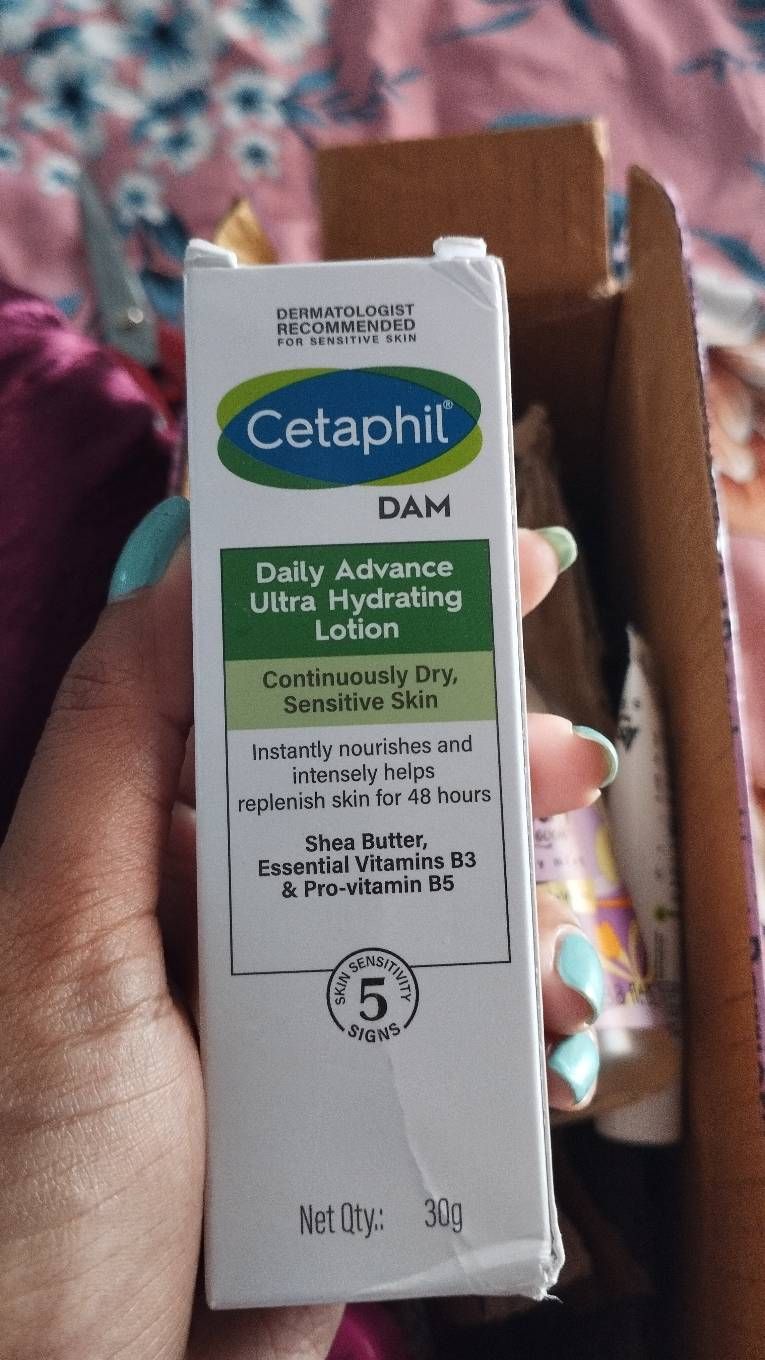 DERMATOLOGIST
RECOMMENDED
FOR SENSITIVE SKIN
Cetaphil®
DAM
Daily Advance
Ultra Hydrating
Lotion
Continuously Dry,
Sensitive Skin
Instantly nourishes and
intensely helps
replenish skin for 48 hours
Shea Butter,
Essential Vitamins B3
& Pro-vitamin B5
SKIN SENSITIVITY
5
SIGNS
Net Qty.: 30g